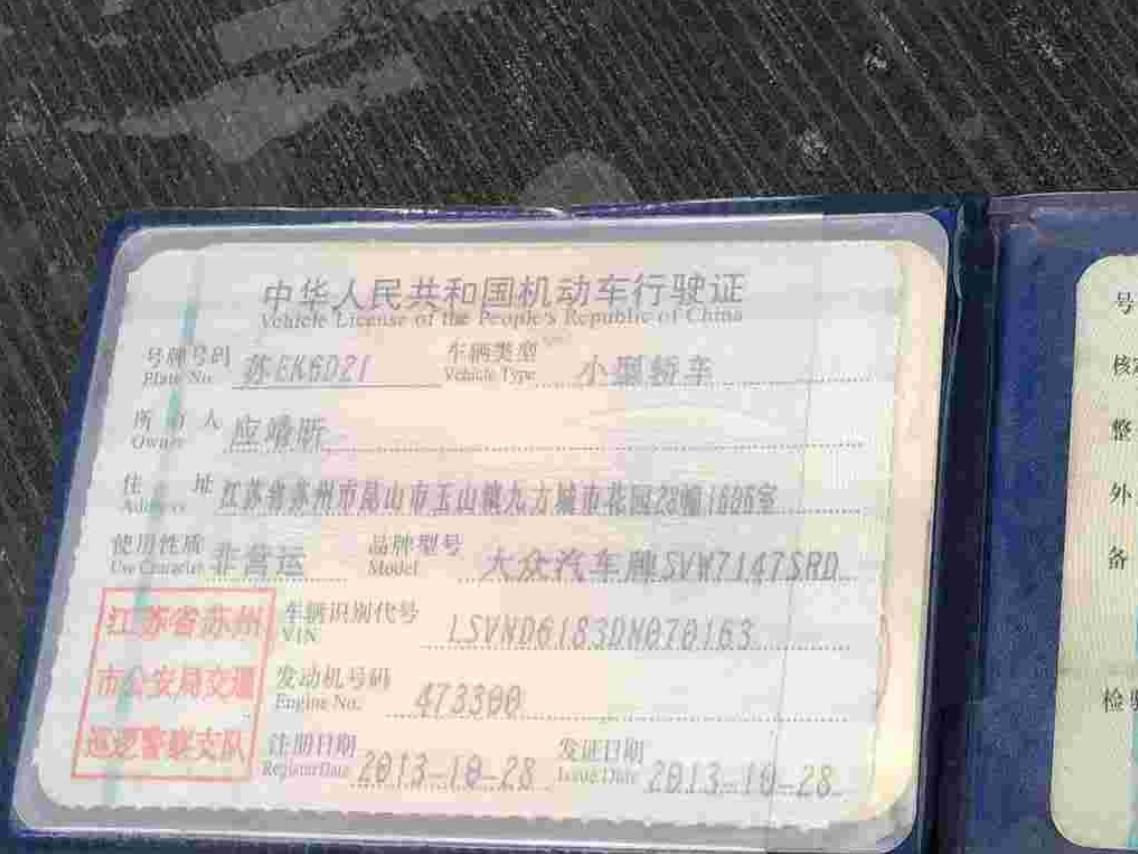 中华人民共和国机动车行驶证
Vehicle License of the People's Republic of China
号牌号码 苏EK6D21 车辆类型 小型轿车
Plate No. Vehicle Type
所有人 应靖昕
Owner
住址 江苏省苏州市昆山市玉山镇九方城市花园28幢1606室
Address
使用性质 非营运 品牌型号 大众汽车牌SVW7147SRD
Use Character Model
江苏省苏州 车辆识别代号 LSVND6183DN070163
VIN
市公安局交通 发动机号码 473300
Engine No.
巡逻警察支队 注册日期 2013-10-28 发证日期 2013-10-28
Register Date Issue Date
号
核
整
外
备
检验